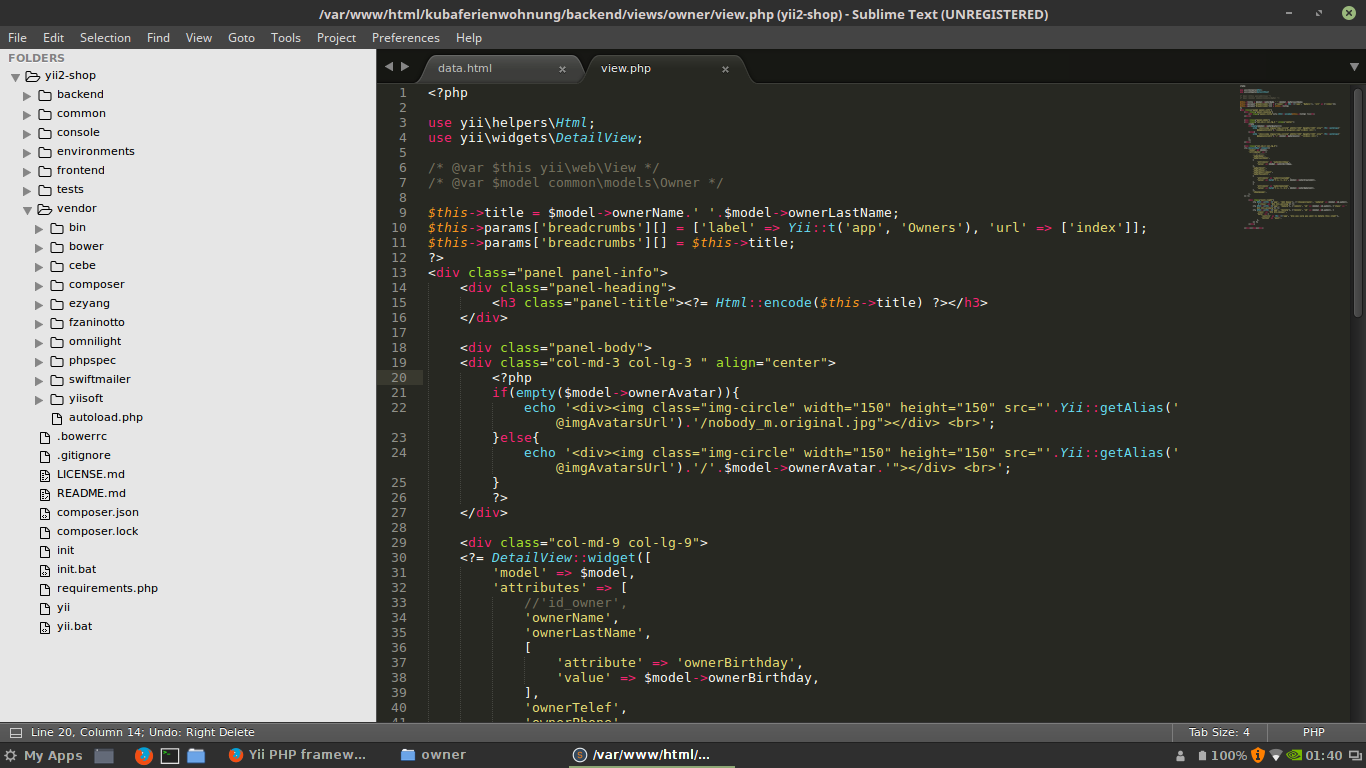 /var/www/html/kubaferienwohnung/backend/views/owner/view.php (yii2-shop) - Sublime Text (UNREGISTERED)
File Edit Selection Find View Goto Tools Project Preferences Help
FOLDERS
yii2-shop
backend
common
console
environments
frontend
tests
vendor
bin
bower
cebe
composer
ezyang
fzaninotto
omnilight
phpspec
swiftmailer
yiisoft
autoload.php
.bowerrc
.gitignore
LICENSE.md
README.md
composer.json
composer.lock
init
init.bat
requirements.php
yii
yii.bat
data.html × view.php ×
1 <?php
2
3 use yii\helpers\Html;
4 use yii\widgets\DetailView;
5
6 /* @var $this yii\web\View */
7 /* @var $model common\models\Owner */
8
9 $this->title = $model->ownerName.' '.$model->ownerLastName;
10 $this->params['breadcrumbs'][] = ['label' => Yii::t('app', 'Owners'), 'url' => ['index']];
11 $this->params['breadcrumbs'][] = $this->title;
12 ?>
13 <div class="panel panel-info">
14 <div class="panel-heading">
15 <h3 class="panel-title"><?= Html::encode($this->title) ?></h3>
16 </div>
17
18 <div class="panel-body">
19 <div class="col-md-3 col-lg-3 " align="center">
20 <?php
21 if(empty($model->ownerAvatar)){
22 echo '<div><img class="img-circle" width="150" height="150" src="'.Yii::getAlias('
@imgAvatarsUrl').'/nobody_m.original.jpg"></div> <br>';
23 }else{
24 echo '<div><img class="img-circle" width="150" height="150" src="'.Yii::getAlias('
@imgAvatarsUrl').'/'.$model->ownerAvatar.'"></div> <br>';
25 }
26 ?>
27 </div>
28
29 <div class="col-md-9 col-lg-9">
30 <?= DetailView::widget([
31 'model' => $model,
32 'attributes' => [
33 //'id_owner',
34 'ownerName',
35 'ownerLastName',
36 [
37 'attribute' => 'ownerBirthday',
38 'value' => $model->ownerBirthday,
39 ],
40 'ownerTelef',
41 'ownerPhone',
Line 20, Column 14; Undo: Right Delete
Tab Size: 4 PHP
My Apps Yii PHP framew... owner /var/www/html/... 100% 01:40